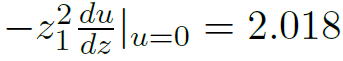 $-z_1^2 \frac{du}{dz}|_{u=0} = 2.018$